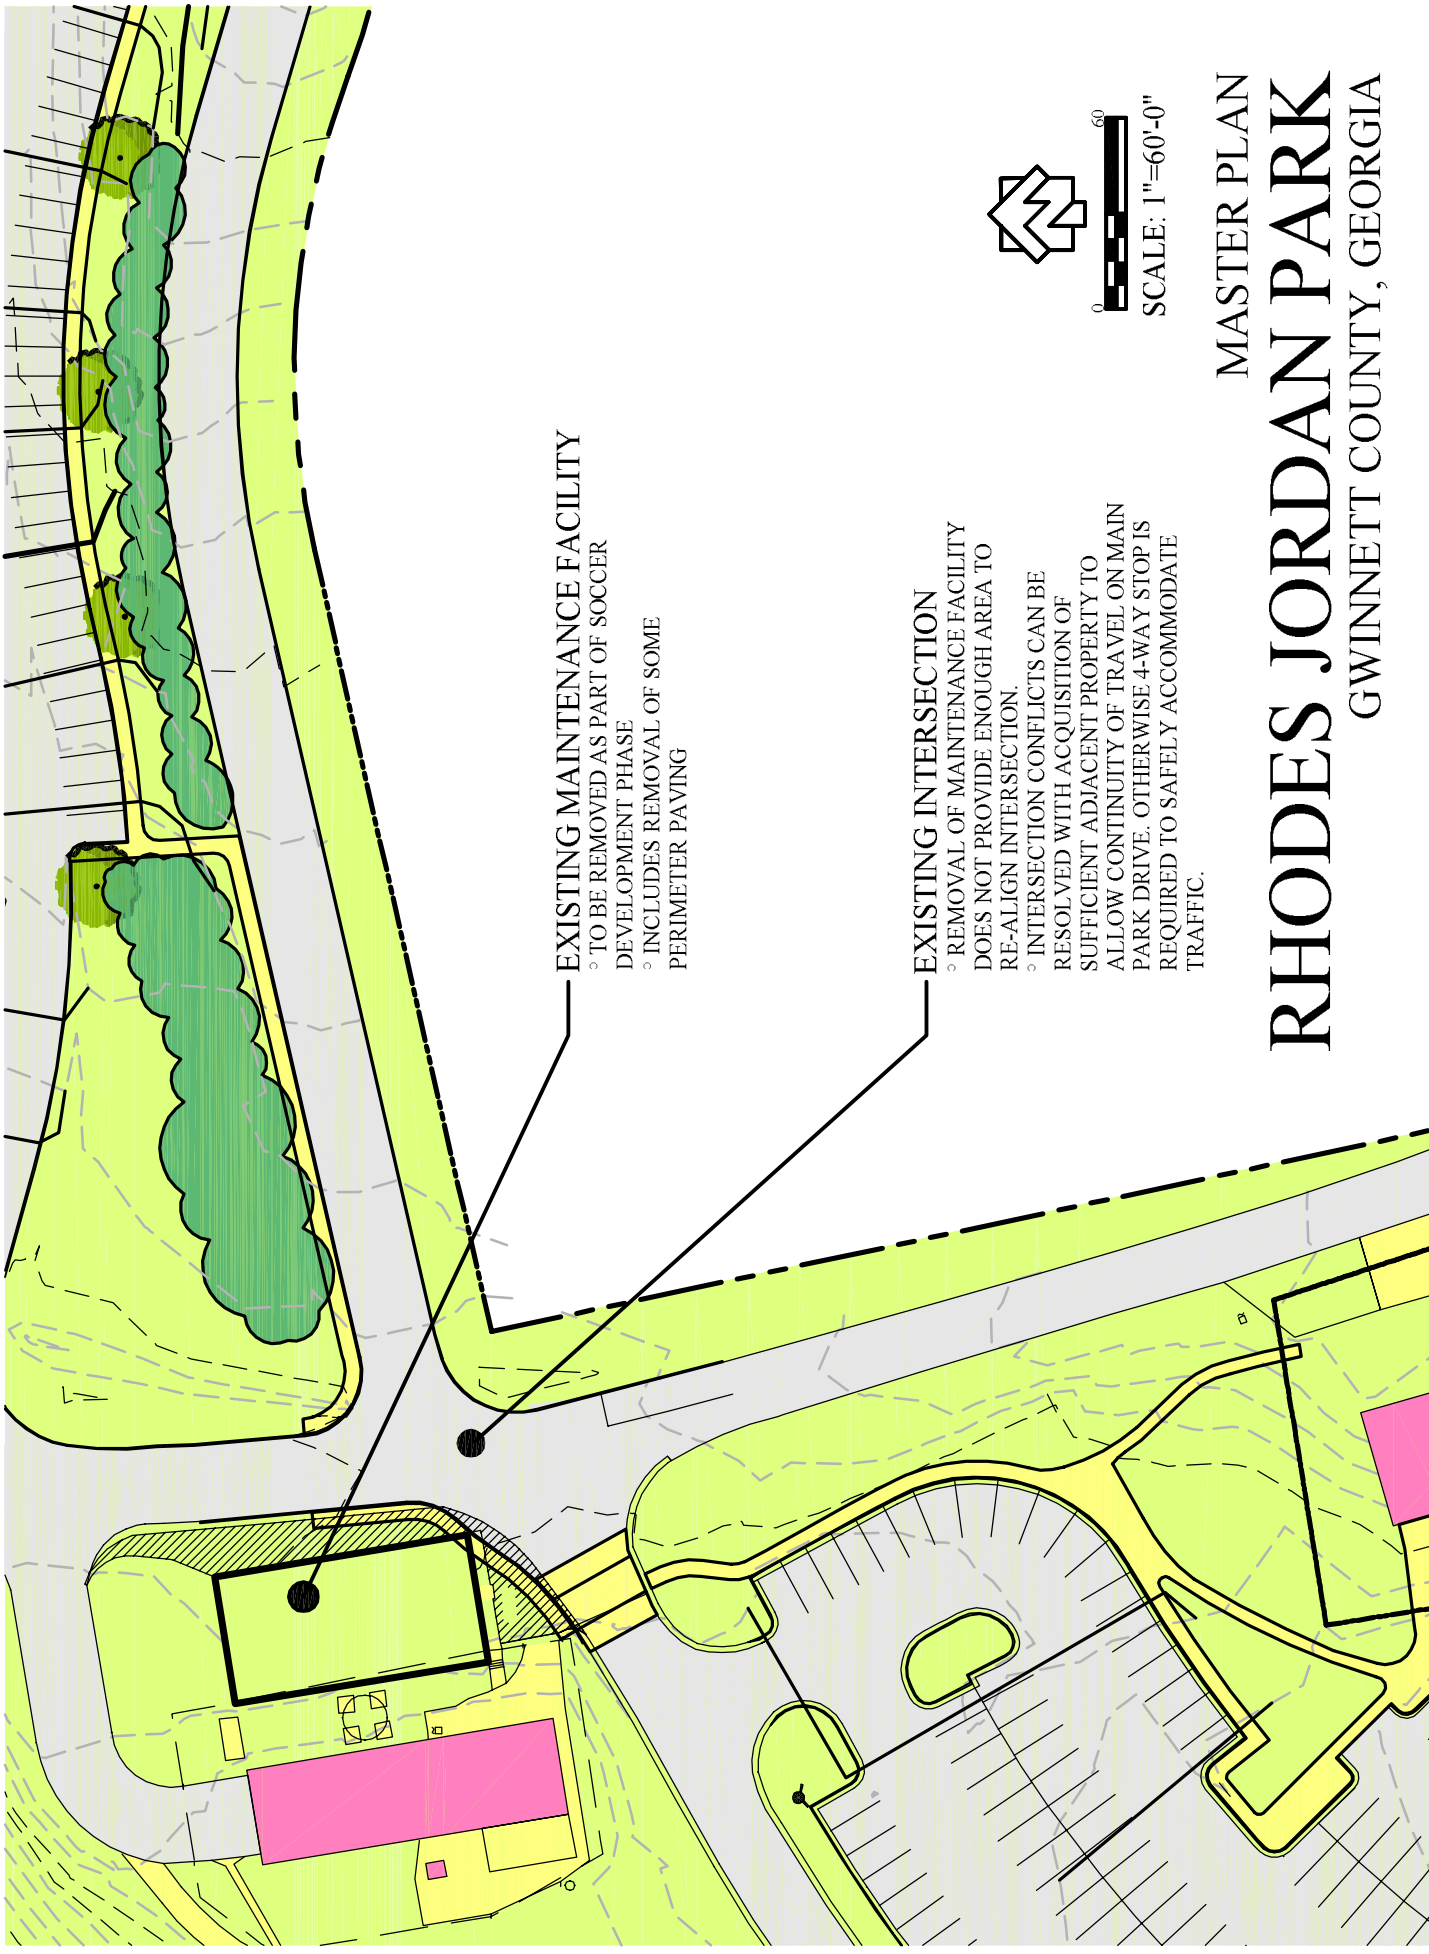 EXISTING MAINTENANCE FACILITY
° TO BE REMOVED AS PART OF SOCCER
DEVELOPMENT PHASE
° INCLUDES REMOVAL OF SOME
PERIMETER PAVING
EXISTING INTERSECTION
° REMOVAL OF MAINTENANCE FACILITY
DOES NOT PROVIDE ENOUGH AREA TO
RE-ALIGN INTERSECTION.
° INTERSECTION CONFLICTS CAN BE
RESOLVED WITH ACQUISITION OF
SUFFICIENT ADJACENT PROPERTY TO
ALLOW CONTINUITY OF TRAVEL ON MAIN
PARK DRIVE. OTHERWISE 4-WAY STOP IS
REQUIRED TO SAFELY ACCOMMODATE
TRAFFIC.
0 60
SCALE: 1"=60'-0"
MASTER PLAN
RHODES JORDAN PARK
GWINNETT COUNTY, GEORGIA